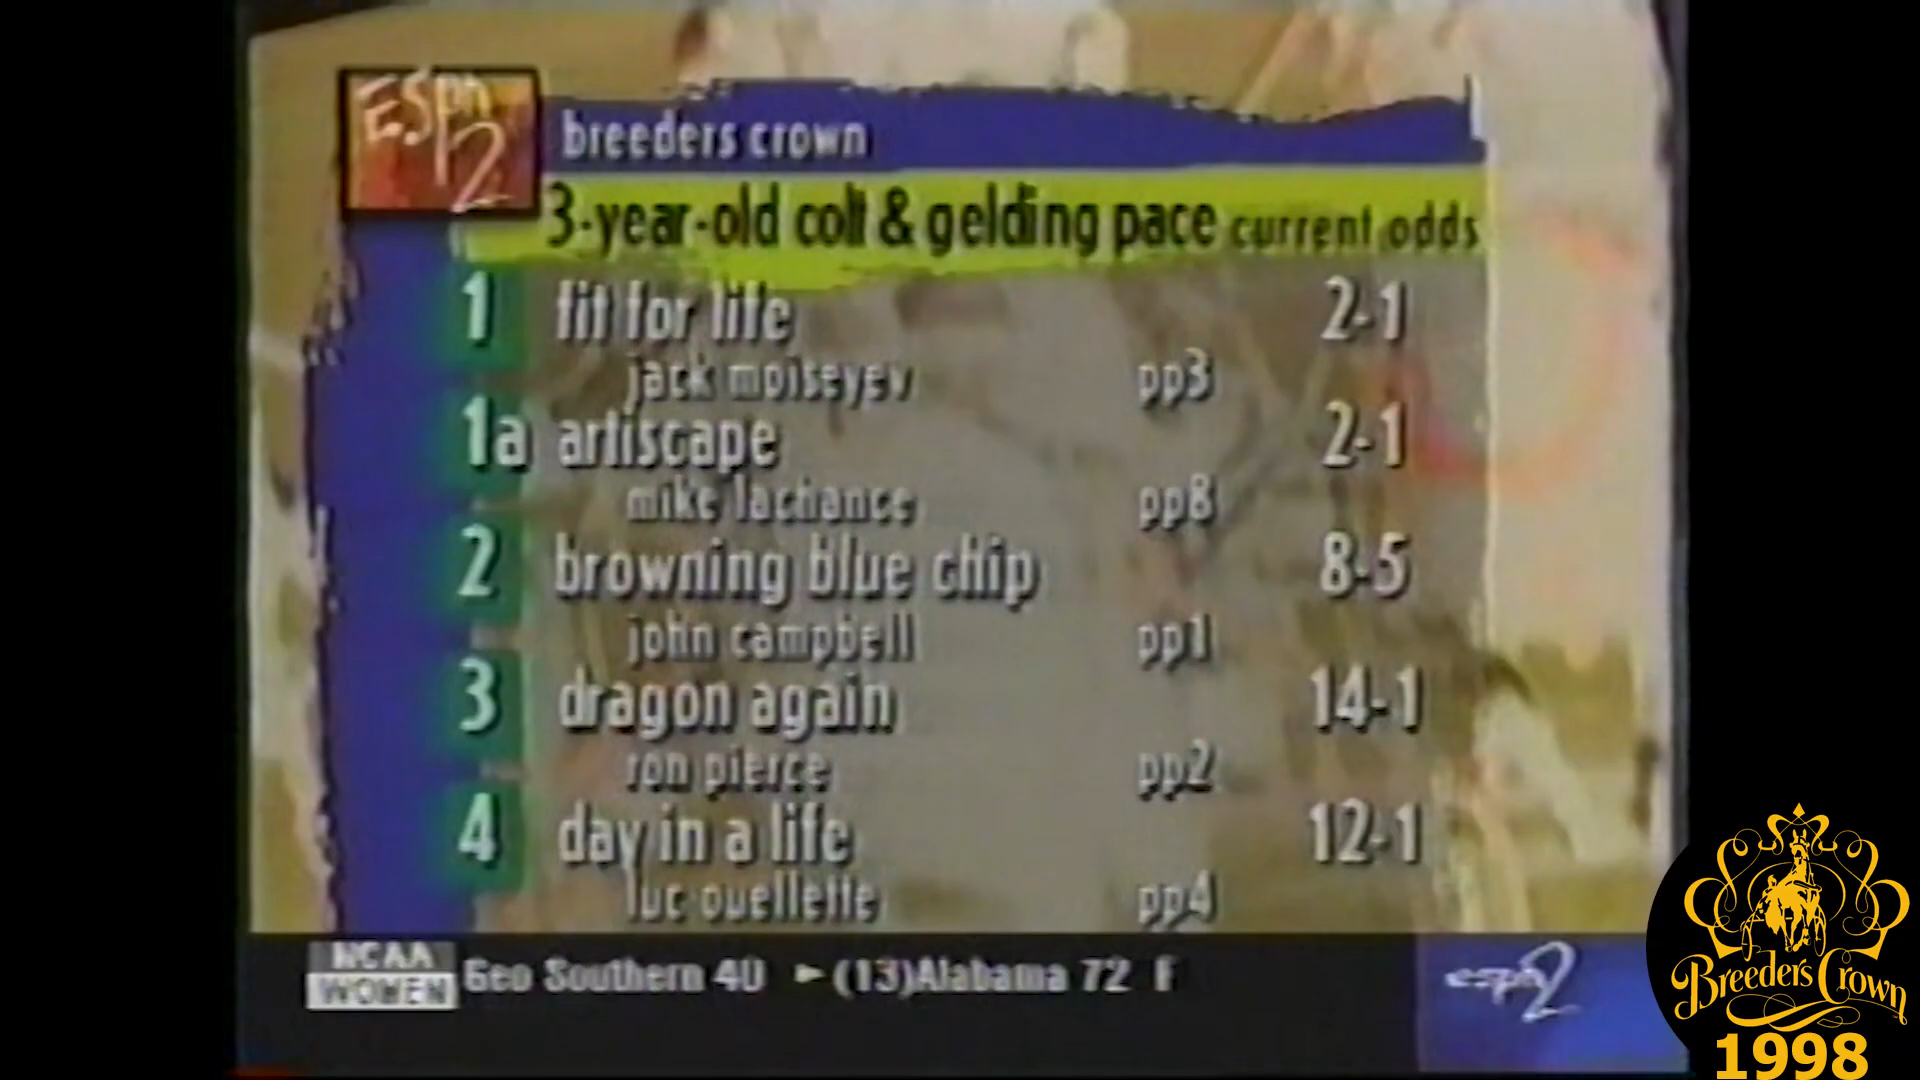 ESpn
2
breeders crown
3-year-old colt & gelding pace current odds
1 fit for life 2-1
jack moiseyev pp3
1a artiscape 2-1
mike lachance pp8
2 browning blue chip 8-5
john campbell pp1
3 dragon again 14-1
ron pierce pp2
4 day in a life 12-1
luc ouellette pp4
NCAA
WOMEN
Geo Southern 40 ►(13)Alabama 72 F
espn2
Breeders Crown
1998